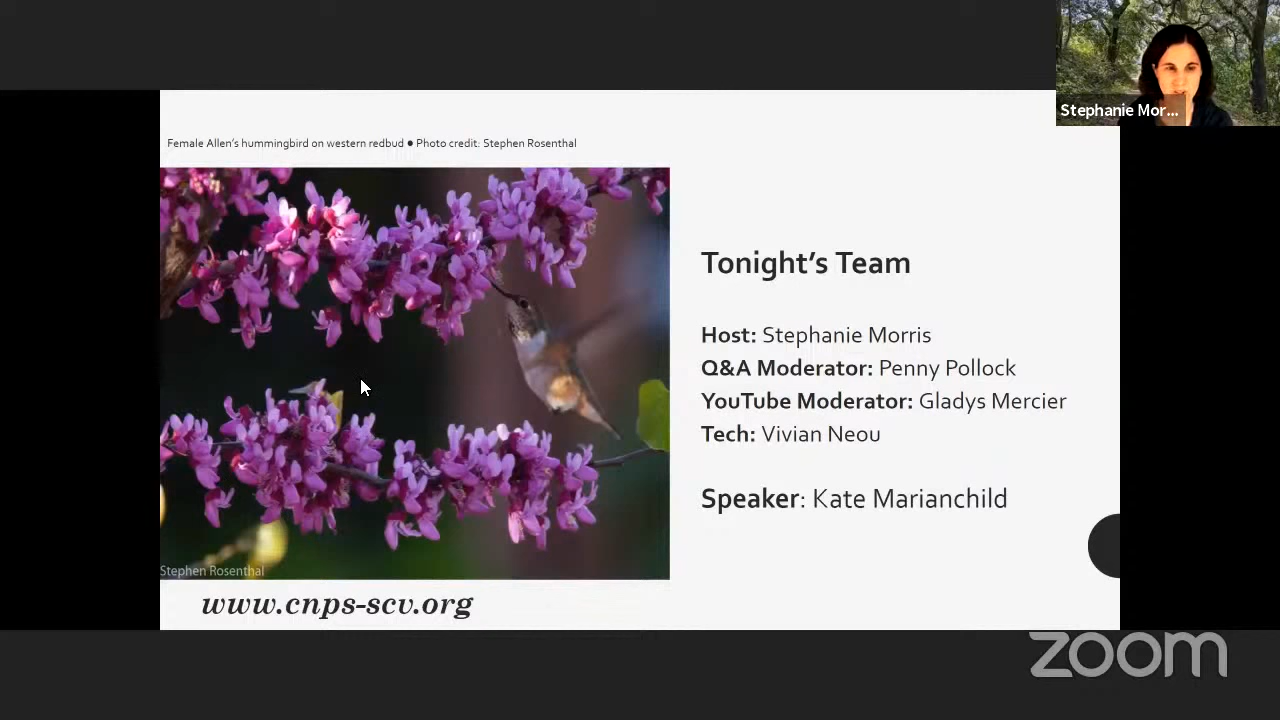 Stephanie Mor...
Female Allen's hummingbird on western redbud ● Photo credit: Stephen Rosenthal
Tonight's Team
Host: Stephanie Morris
Q&A Moderator: Penny Pollock
YouTube Moderator: Gladys Mercier
Tech: Vivian Neou
Speaker: Kate Marianchild
Stephen Rosenthal
www.cnps-scv.org
zoom